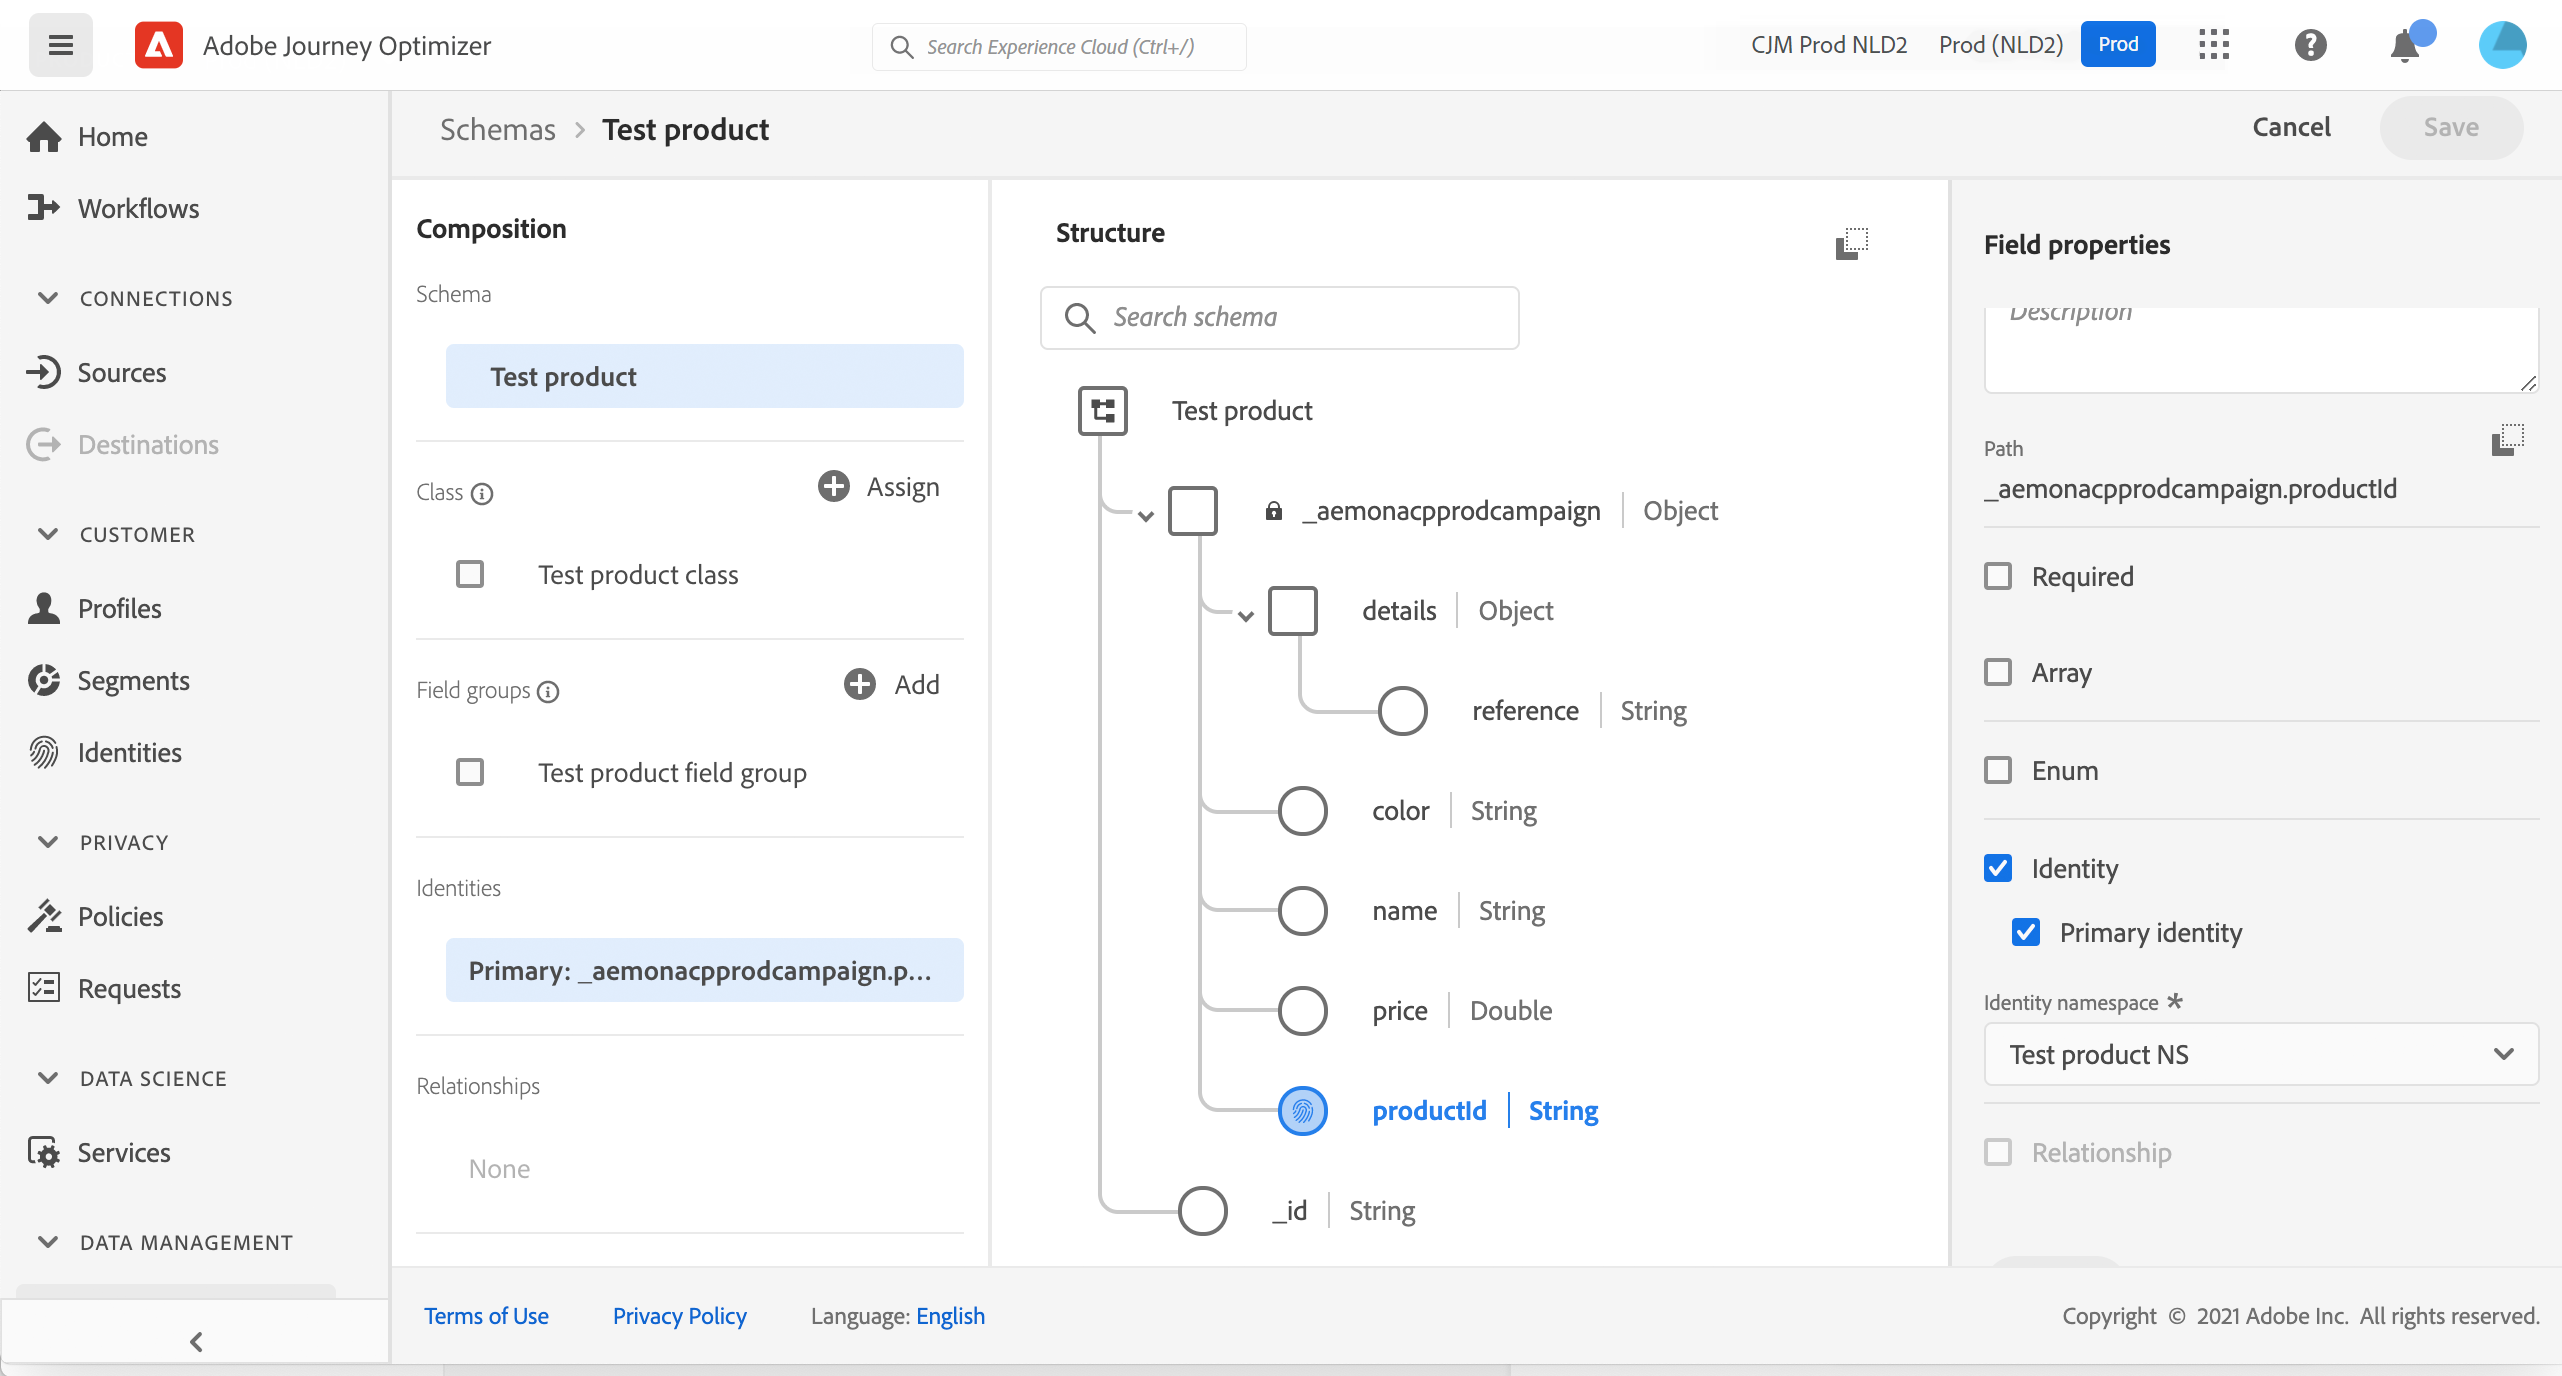 Adobe Journey Optimizer
Search Experience Cloud (Ctrl+/)
CJM Prod NLD2
Prod (NLD2)
Prod
Home
Workflows
CONNECTIONS
Sources
Destinations
CUSTOMER
Profiles
Segments
Identities
PRIVACY
Policies
Requests
DATA SCIENCE
Services
DATA MANAGEMENT
Schemas > Test product
Cancel
Save
Composition
Schema
Test product
Class
Assign
Test product class
Field groups
Add
Test product field group
Identities
Primary: _aemonacpprodcampaign.p...
Relationships
None
Structure
Search schema
Test product
_aemonacpprodcampaign | Object
details | Object
reference | String
color | String
name | String
price | Double
productId | String
_id | String
Field properties
Description
Path
_aemonacpprodcampaign.productId
Required
Array
Enum
Identity
Primary identity
Identity namespace *
Test product NS
Relationship
Terms of Use
Privacy Policy
Language: English
Copyright © 2021 Adobe Inc. All rights reserved.